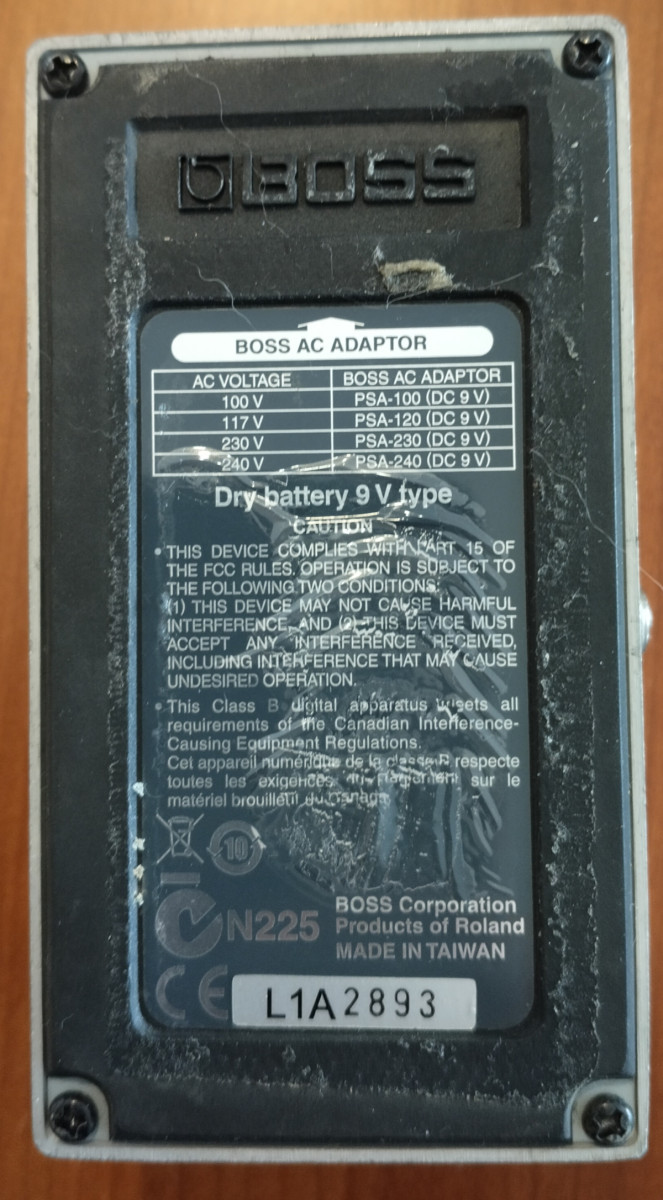 BOSS
BOSS AC ADAPTOR
AC VOLTAGE BOSS AC ADAPTOR
100 V PSA-100 (DC 9 V)
117 V PSA-120 (DC 9 V)
230 V PSA-230 (DC 9 V)
240 V PSA-240 (DC 9 V)
Dry battery 9 V type
CAUTION
• THIS DEVICE COMPLIES WITH PART 15 OF
THE FCC RULES. OPERATION IS SUBJECT TO
THE FOLLOWING TWO CONDITIONS:
(1) THIS DEVICE MAY NOT CAUSE HARMFUL
INTERFERENCE, AND (2) THIS DEVICE MUST
ACCEPT ANY INTERFERENCE RECEIVED,
INCLUDING INTERFERENCE THAT MAY CAUSE
UNDESIRED OPERATION.
• This Class B digital apparatus meets all
requirements of the Canadian Interference-
Causing Equipment Regulations.
Cet appareil numérique de la classe B respecte
toutes les exigences du Règlement sur le
matériel brouilleur du Canada.
10
N225
BOSS Corporation
Products of Roland
MADE IN TAIWAN
CE
L1A2893